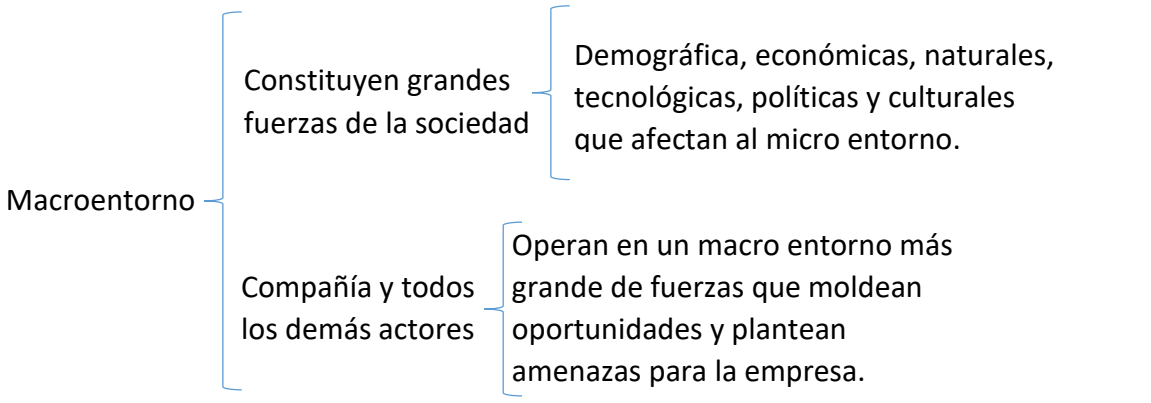 Macroentorno
Constituyen grandes
fuerzas de la sociedad
Demográfica, económicas, naturales,
tecnológicas, políticas y culturales
que afectan al micro entorno.
Compañía y todos
los demás actores
Operan en un macro entorno más
grande de fuerzas que moldean
oportunidades y plantean
amenazas para la empresa.